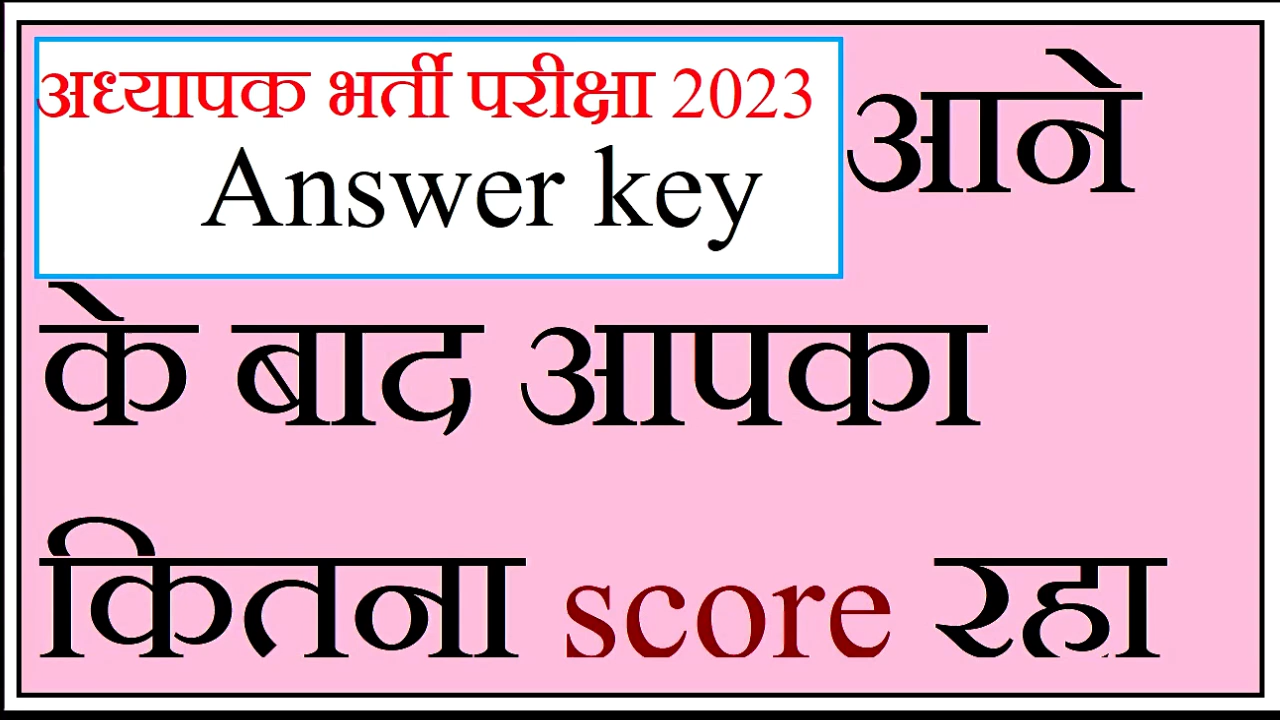 अध्यापक भर्ती परीक्षा 2023
Answer key
आने
के बाद आपका
कितना score रहा